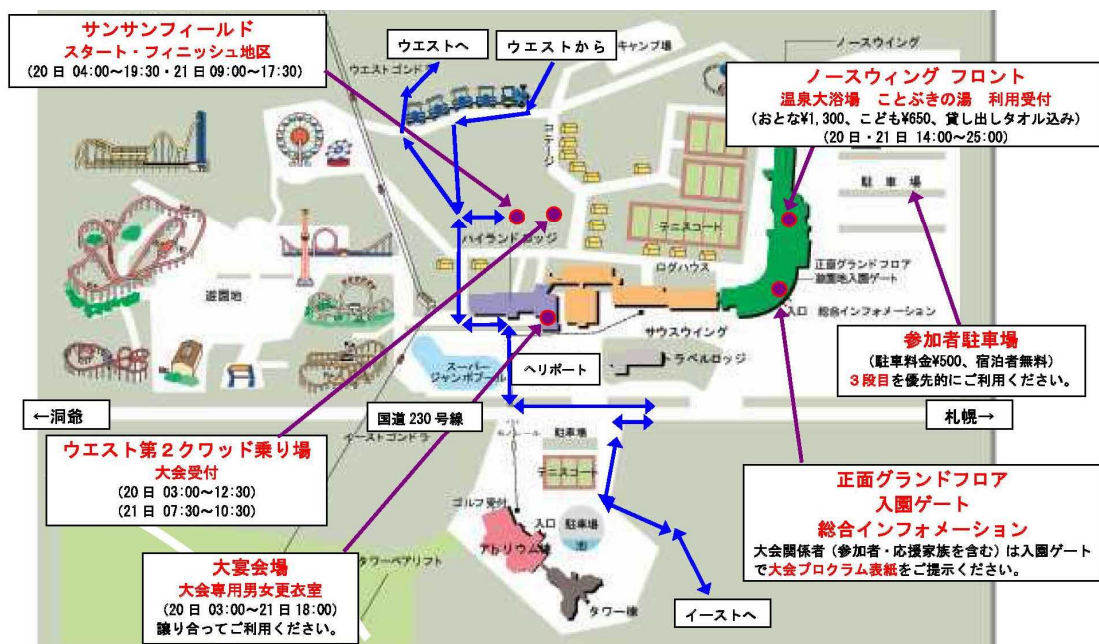 サンサンフィールド
スタート・フィニッシュ地区
(20日 04:00~19:30・21日 09:00~17:30)
ウエストへ
ウエストから
キャンプ場
ノースウイング
ウエストゴンドラ
コテージ
ノースウィング フロント
温泉大浴場 ことぶきの湯 利用受付
(おとな¥1,300、こども¥650、貸し出しタオル込み)
(20日・21日 14:00~25:00)
駐車場
テニスコート
ハイランドロッジ
ログハウス
正面グランドフロア
遊園地入園ゲート
入口 総合インフォメーション
遊園地
サウスウイング
トラベルロッジ
スーパー
ジャンボプール
ヘリポート
参加者駐車場
(駐車料金¥500、宿泊者無料)
3段目を優先的にご利用ください。
←洞爺
国道230号線
札幌→
イーストゴンドラ
モノレール
駐車場
テニスコート
ウエスト第2クワッド乗り場
大会受付
(20日 03:00~12:30)
(21日 07:30~10:30)
正面グランドフロア
入園ゲート
総合インフォメーション
大会関係者(参加者・応援家族を含む)は入園ゲート
で大会プログラム表紙をご提示ください。
ゴルフ受付
入口
駐車場
アトリウム棟
タワーペアリフト
タワー棟
イーストへ
大宴会場
大会専用男女更衣室
(20日 03:00~21日 18:00)
譲り合ってご利用ください。